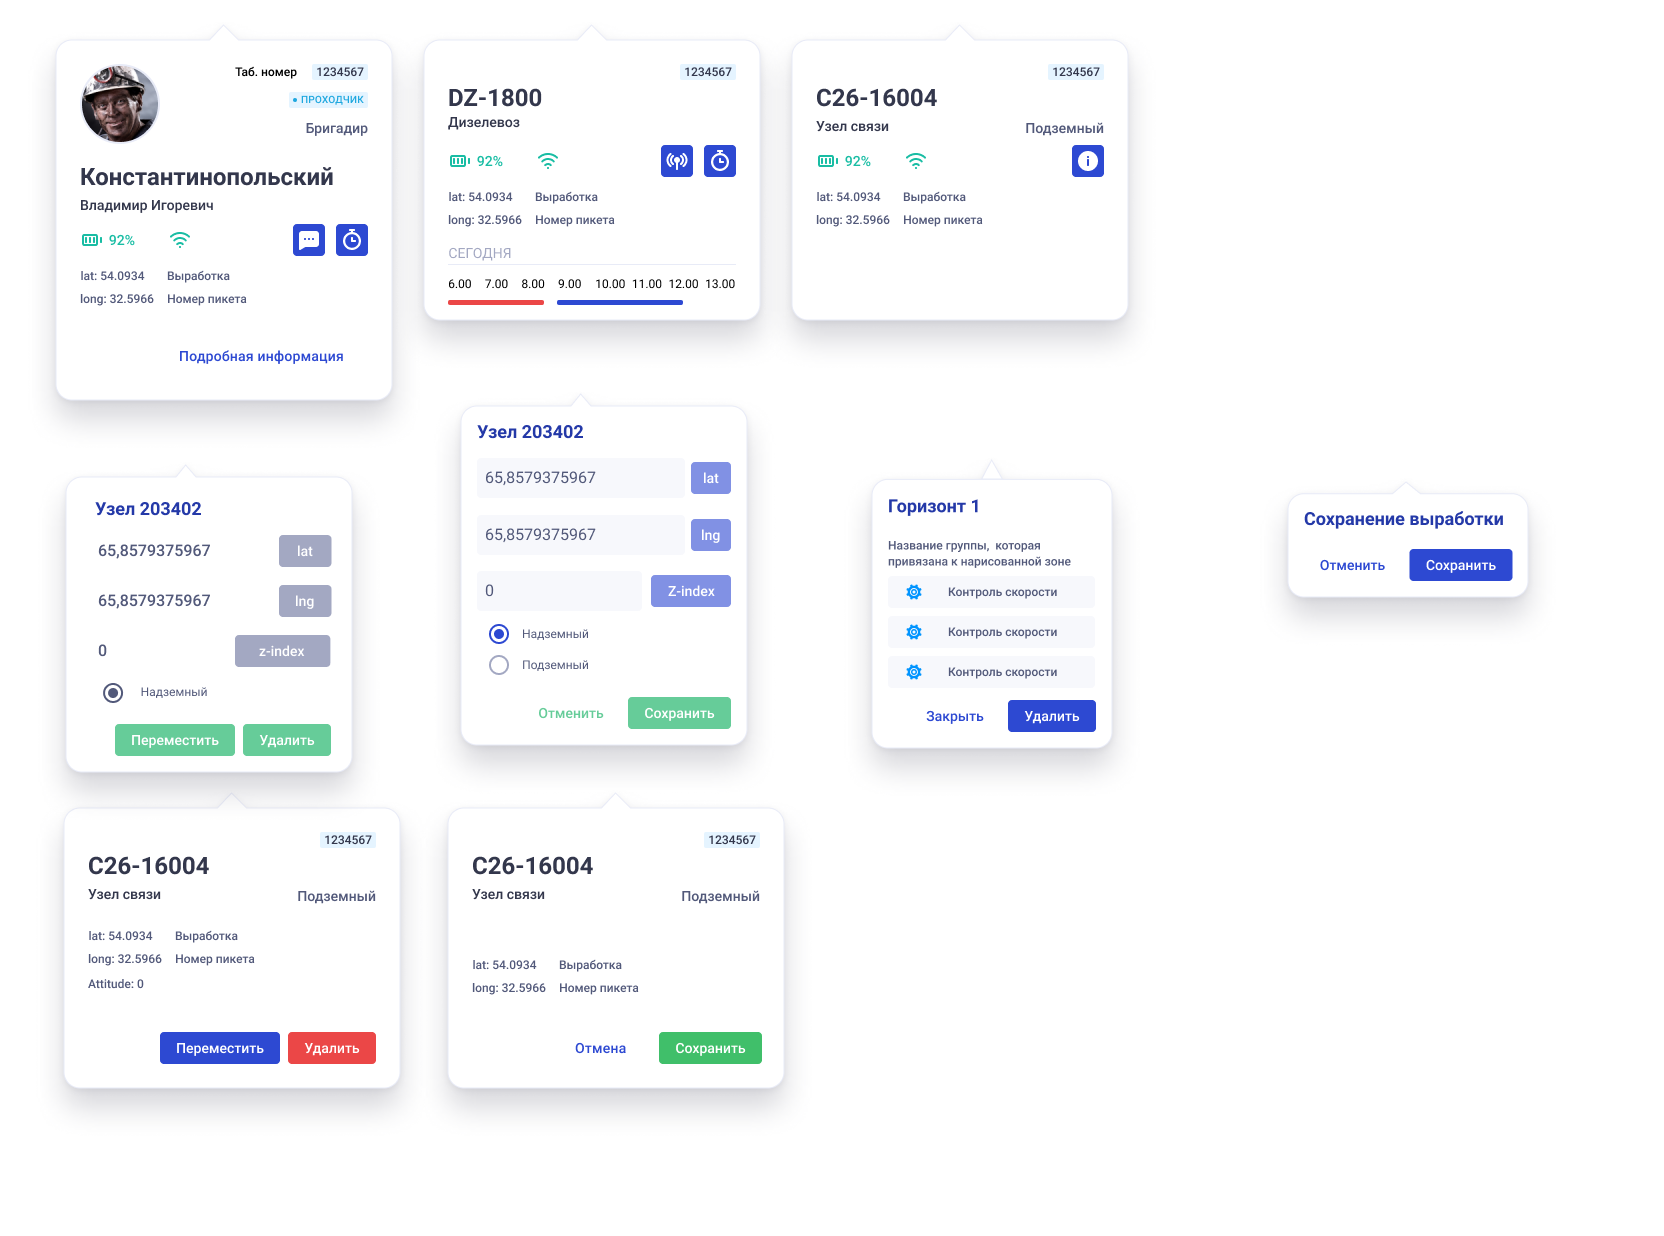 Таб. номер 1234567
• ПРОХОДЧИК
Бригадир
Константинопольский
Владимир Игоревич
92%
lat: 54.0934 Выработка
long: 32.5966 Номер пикета
Подробная информация
1234567
DZ-1800
Дизелевоз
92%
lat: 54.0934 Выработка
long: 32.5966 Номер пикета
СЕГОДНЯ
6.00 7.00 8.00 9.00 10.00 11.00 12.00 13.00
1234567
C26-16004
Узел связи Подземный
92%
lat: 54.0934 Выработка
long: 32.5966 Номер пикета
Узел 203402
65,8579375967 lat
65,8579375967 lng
0 z-index
Надземный
Переместить Удалить
Узел 203402
65,8579375967 lat
65,8579375967 lng
0 Z-index
Надземный
Подземный
Отменить Сохранить
Горизонт 1
Название группы, которая
привязана к нарисованной зоне
Контроль скорости
Контроль скорости
Контроль скорости
Закрыть Удалить
Сохранение выработки
Отменить Сохранить
1234567
C26-16004
Узел связи Подземный
lat: 54.0934 Выработка
long: 32.5966 Номер пикета
Attitude: 0
Переместить Удалить
1234567
C26-16004
Узел связи Подземный
lat: 54.0934 Выработка
long: 32.5966 Номер пикета
Отмена Сохранить